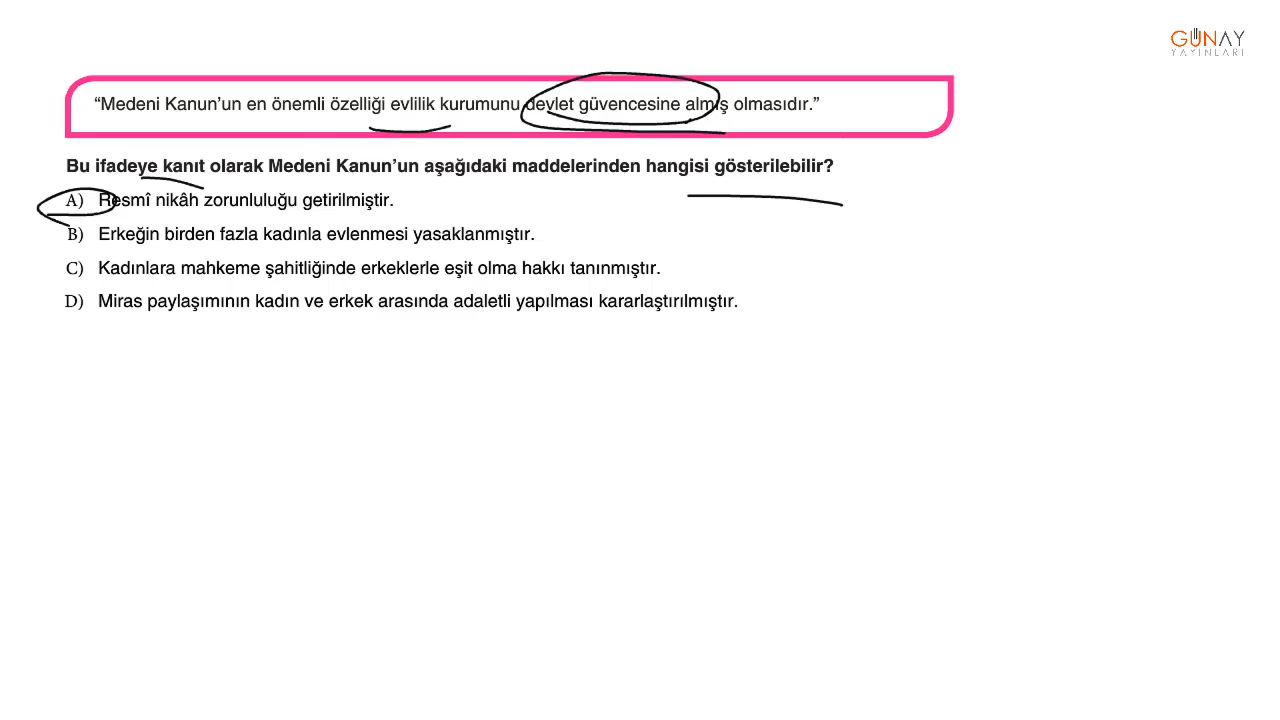 GÜNAY
YAYINLARI
“Medeni Kanun’un en önemli özelliği evlilik kurumunu devlet güvencesine almış olmasıdır.”
Bu ifadeye kanıt olarak Medeni Kanun’un aşağıdaki maddelerinden hangisi gösterilebilir?
A) Resmî nikâh zorunluluğu getirilmiştir.
B) Erkeğin birden fazla kadınla evlenmesi yasaklanmıştır.
C) Kadınlara mahkeme şahitliğinde erkeklerle eşit olma hakkı tanınmıştır.
D) Miras paylaşımının kadın ve erkek arasında adaletli yapılması kararlaştırılmıştır.